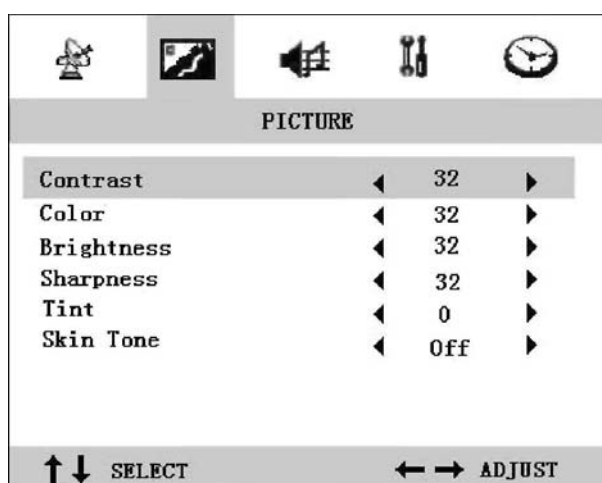 PICTURE
Contrast 32
Color 32
Brightness 32
Sharpness 32
Tint 0
Skin Tone Off
SELECT ADJUST